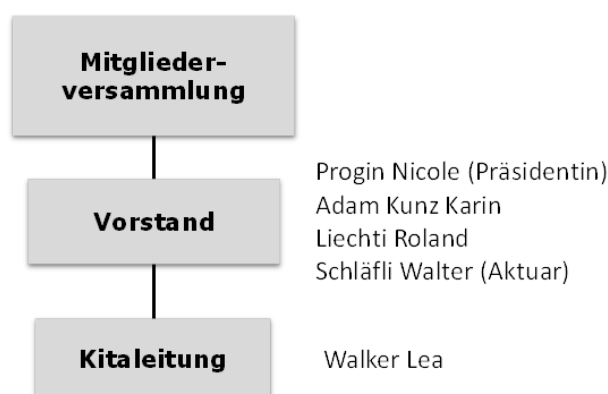 Mitglieder-
versammlung
Vorstand
Progin Nicole (Präsidentin)
Adam Kunz Karin
Liechti Roland
Schläfli Walter (Aktuar)
Kitaleitung
Walker Lea